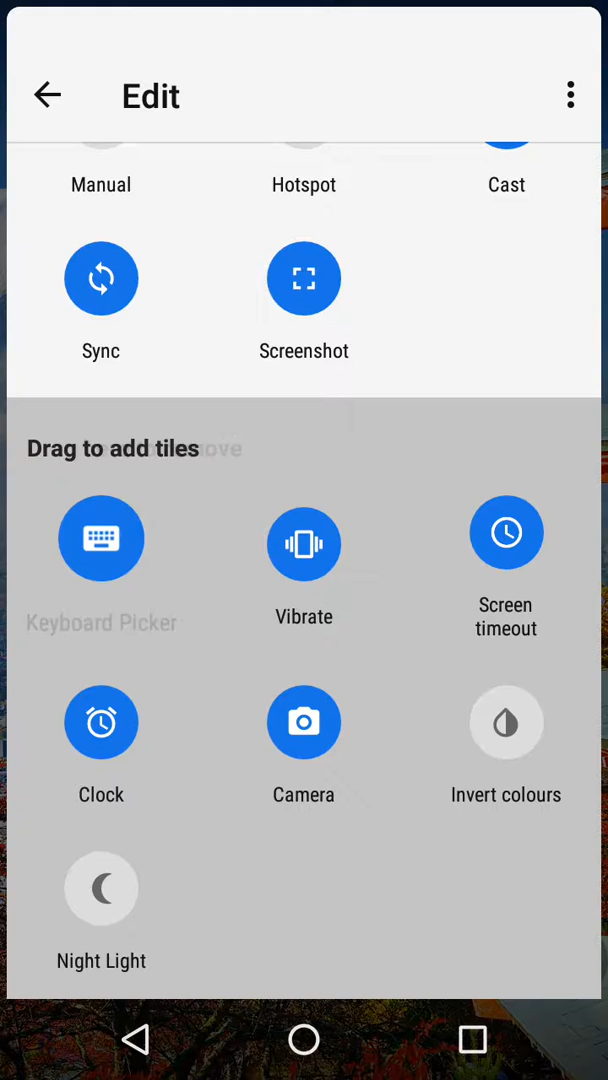 Edit
Manual
Hotspot
Cast
Sync
Screenshot
Drag to add tiles
Keyboard Picker
Vibrate
Screen
timeout
Clock
Camera
Invert colours
Night Light